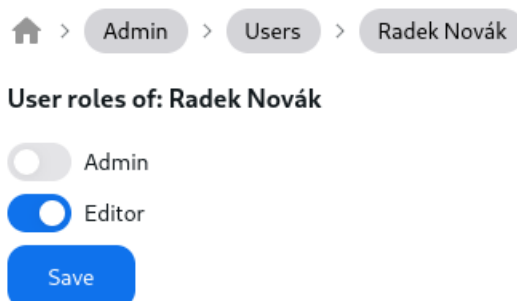 Admin > Users > Radek Novák
User roles of: Radek Novák
Admin
Editor
Save